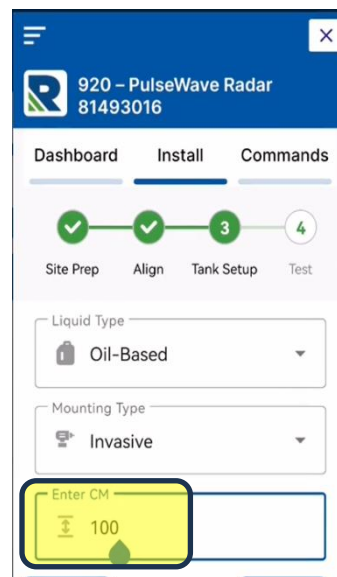 920 – PulseWave Radar
81493016
Dashboard Install Commands
3 4
Site Prep Align Tank Setup Test
Liquid Type
Oil-Based
Mounting Type
Invasive
Enter CM
100